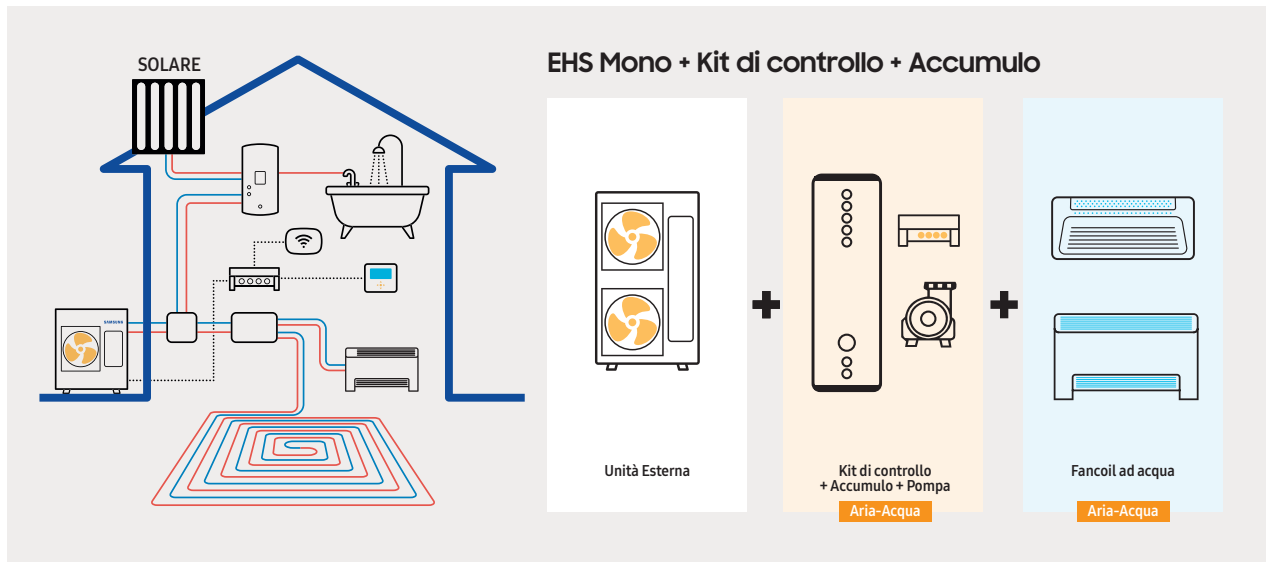 SOLARE
EHS Mono + Kit di controllo + Accumulo
SAMSUNG
Unità Esterna
Kit di controllo
+ Accumulo + Pompa
Aria-Acqua
Fancoil ad acqua
Aria-Acqua